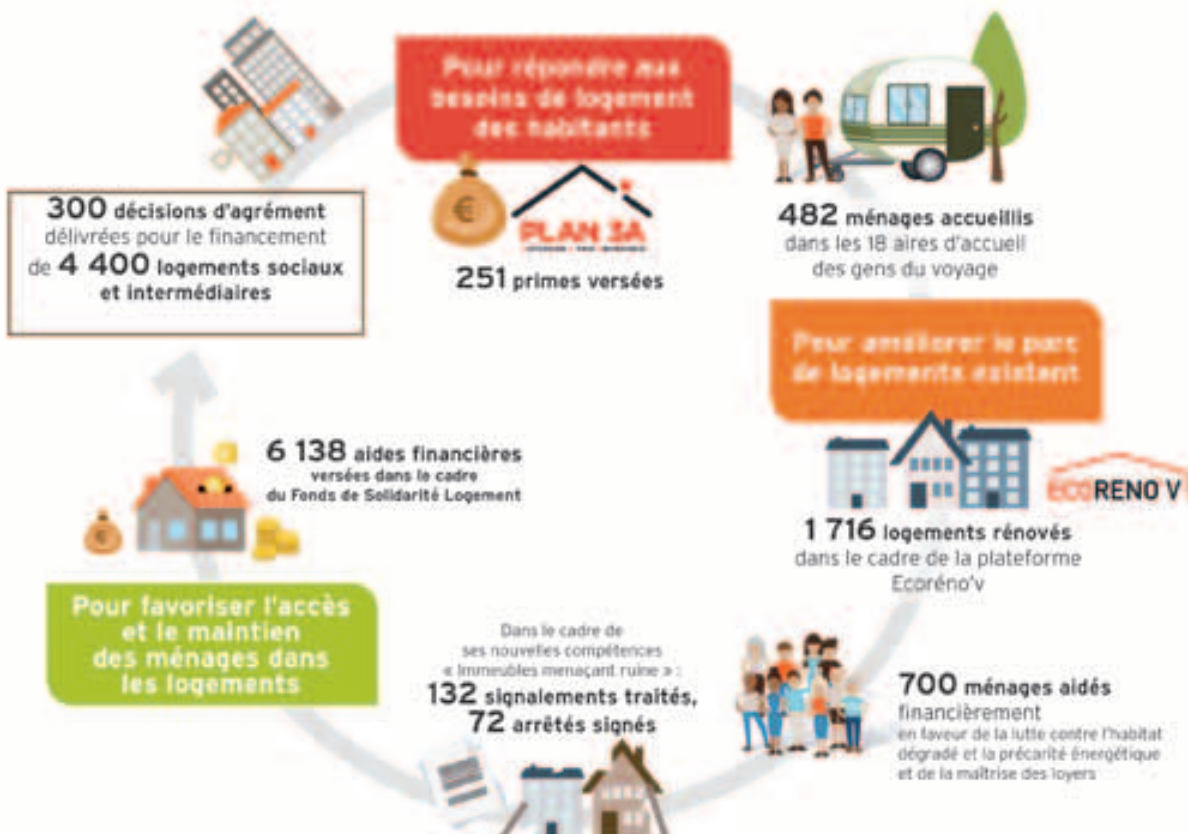 Pour répondre aux
besoins de logement
des habitants
300 décisions d'agrément
délivrées pour le financement
de 4 400 logements sociaux
et intermédiaires
PLAN 3A
251 primes versées
482 ménages accueillis
dans les 18 aires d'accueil
des gens du voyage
Pour améliorer le parc
de logements existant
ECORENO'V
1 716 logements rénovés
dans le cadre de la plateforme
Ecoréno'v
6 138 aides financières
versées dans le cadre
du Fonds de Solidarité Logement
Pour favoriser l'accès
et le maintien
des ménages dans
les logements
Dans le cadre de
ses nouvelles compétences
« Immeubles menaçant ruine » :
132 signalements traités,
72 arrêtés signés
700 ménages aidés
financièrement
en faveur de la lutte contre l'habitat
dégradé et la précarité énergétique
et de la maîtrise des loyers